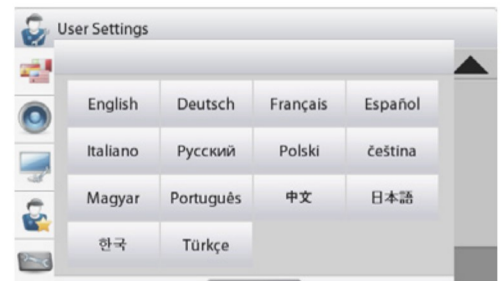 User Settings
English Deutsch Français Español
Italiano Русский Polski čeština
Magyar Português 中文 日本語
한국 Türkçe